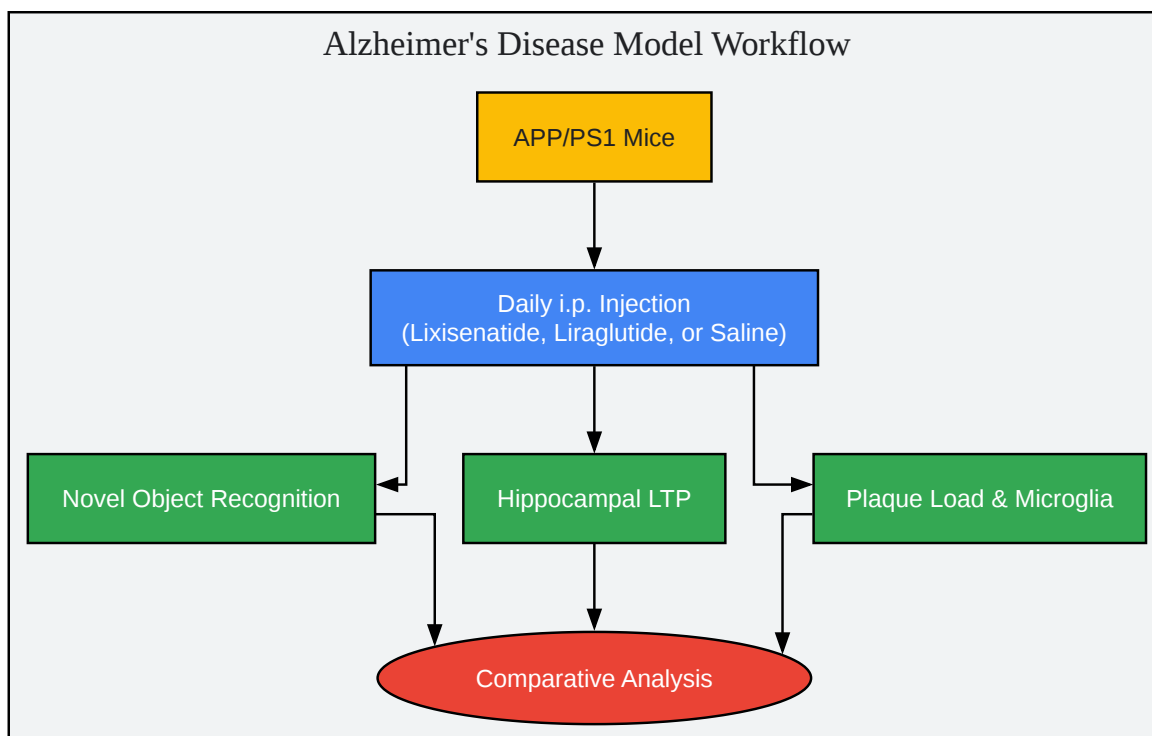 Alzheimer's Disease Model Workflow
APP/PS1 Mice
Daily i.p. Injection
(Lixisenatide, Liraglutide, or Saline)
Novel Object Recognition
Hippocampal LTP
Plaque Load & Microglia
Comparative Analysis